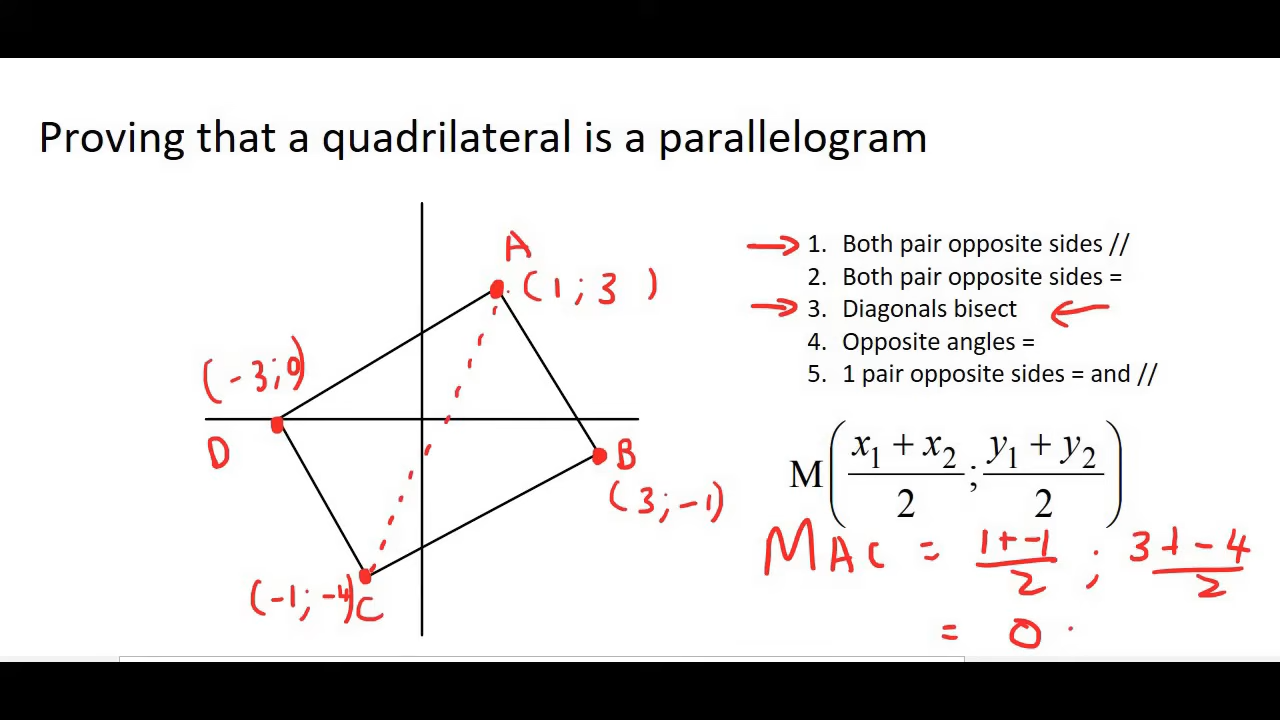 Proving that a quadrilateral is a parallelogram
A
(1 ; 3 )
(-3 ; 0)
D
B
(3 ; -1)
(-1 ; -4)
C
1. Both pair opposite sides //
2. Both pair opposite sides =
3. Diagonals bisect
4. Opposite angles =
5. 1 pair opposite sides = and //
M( (x₁ + x₂)/2 ; (y₁ + y₂)/2 )
MAC = (1 + -1)/2 ; (3 + -4)/2
= 0